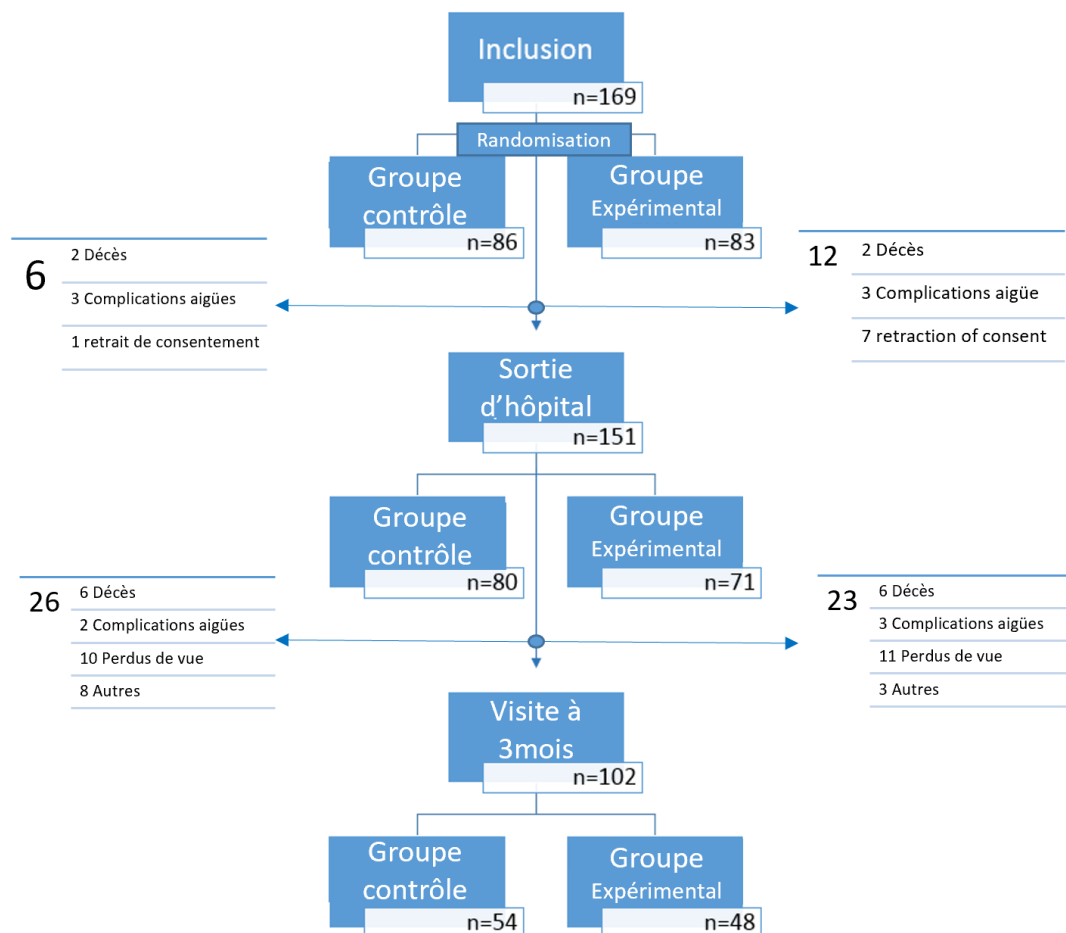 Inclusion
n=169
Randomisation
Groupe
contrôle
n=86
Groupe
Expérimental
n=83
6
2 Décès
3 Complications aigües
1 retrait de consentement
12
2 Décès
3 Complications aigüe
7 retraction of consent
Sortie
d'hôpital
n=151
Groupe
contrôle
n=80
Groupe
Expérimental
n=71
26
6 Décès
2 Complications aigües
10 Perdus de vue
8 Autres
23
6 Décès
3 Complications aigües
11 Perdus de vue
3 Autres
Visite à
3mois
n=102
Groupe
contrôle
n=54
Groupe
Expérimental
n=48